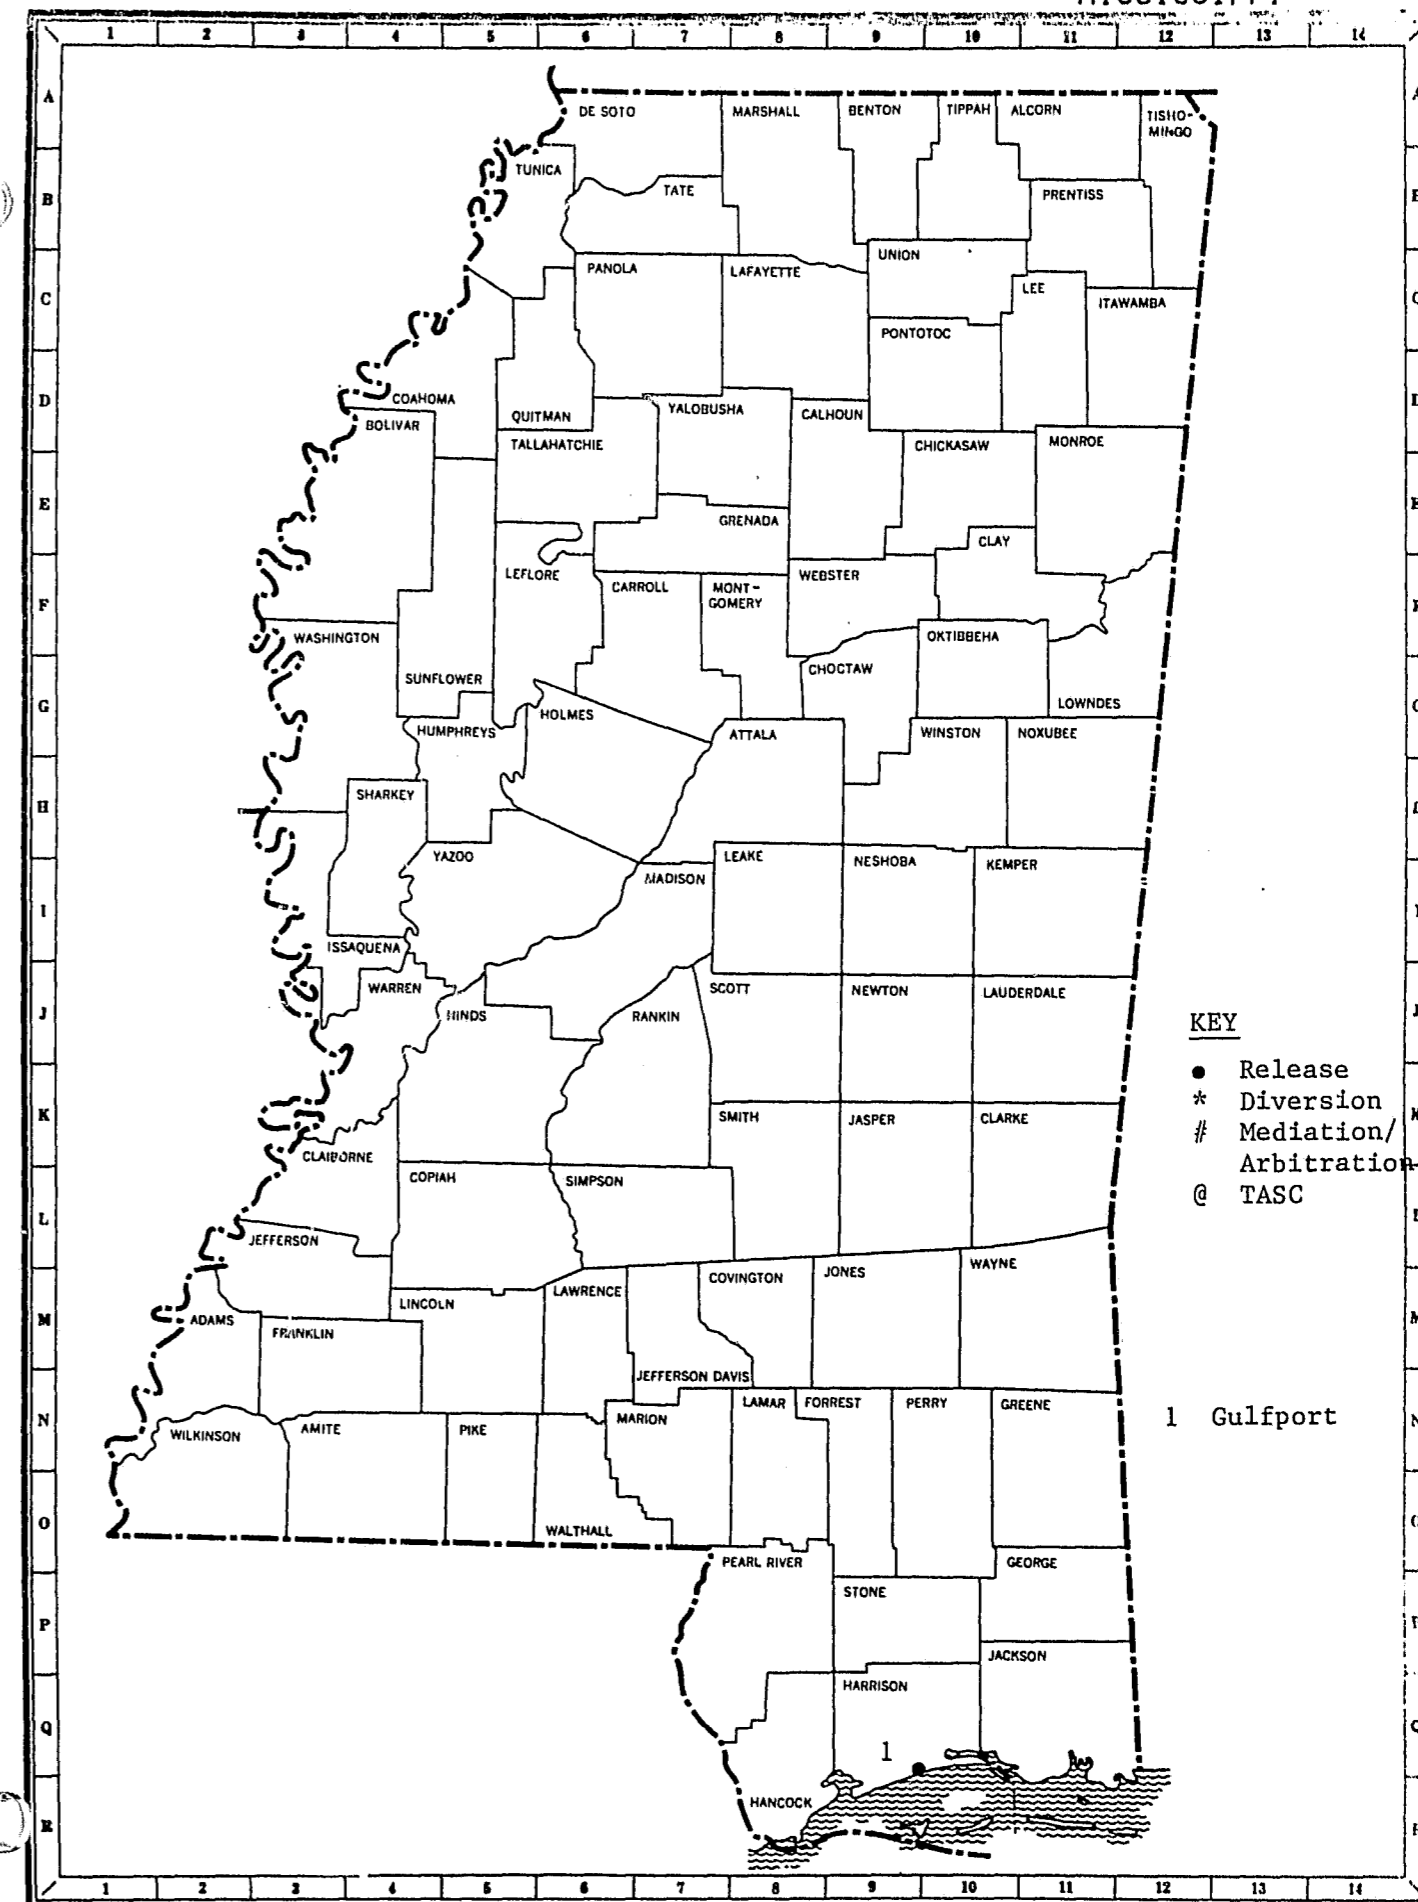 1 2 3 4 5 6 7 8 9 10 11 12 13 14
A
DE SOTO MARSHALL BENTON TIPPAH ALCORN TISHO-
MINGO
TUNICA
B TATE PRENTISS
PANOLA LAFAYETTE UNION
C LEE ITAWAMBA
PONTOTOC
D COAHOMA QUITMAN YALOBUSHA CALHOUN
BOLIVAR TALLAHATCHIE CHICKASAW MONROE
E GRENADA CLAY
LEFLORE CARROLL MONT-
GOMERY WEBSTER
F WASHINGTON OKTIBBEHA
SUNFLOWER CHOCTAW
G HOLMES LOWNDES
HUMPHREYS ATTALA WINSTON NOXUBEE
H SHARKEY
YAZOO LEAKE NESHOBA KEMPER
MADISON
I
ISSAQUENA
WARREN SCOTT NEWTON LAUDERDALE
J HINDS RANKIN
KEY
● Release
* Diversion
# Mediation/
Arbitration
@ TASC
K SMITH JASPER CLARKE
CLAIBORNE
COPIAH SIMPSON
L JEFFERSON
COVINGTON JONES WAYNE
LAWRENCE
M ADAMS LINCOLN
FRANKLIN
JEFFERSON DAVIS
N WILKINSON AMITE PIKE MARION LAMAR FORREST PERRY GREENE
1 Gulfport
O WALTHALL
PEARL RIVER GEORGE
STONE
P
JACKSON
HARRISON
Q
1
HANCOCK
R
1 2 3 4 5 6 7 8 9 10 11 12 13 14